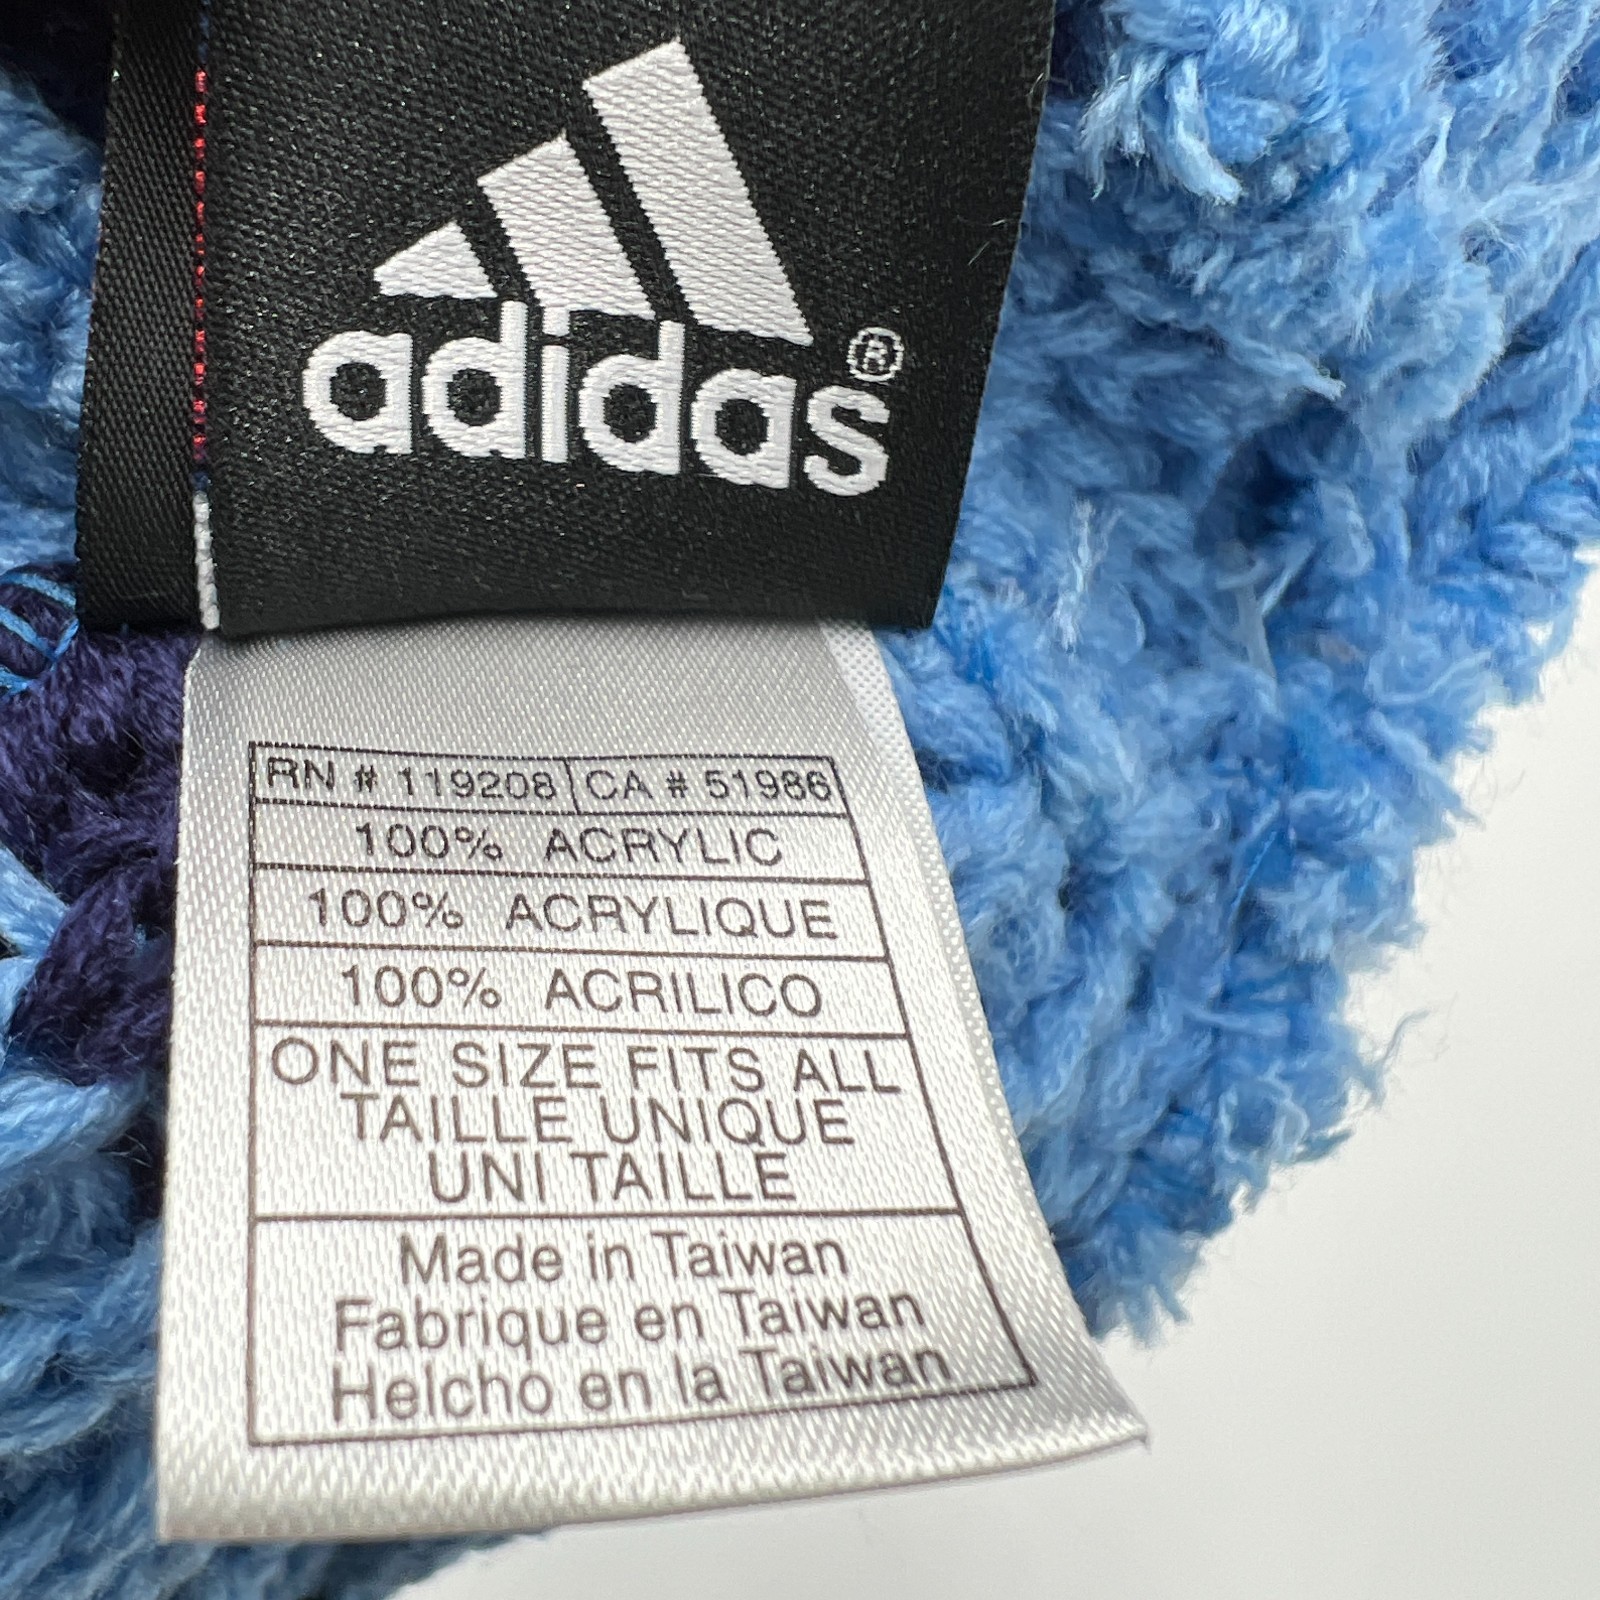 adidas®
RN # 119208 CA # 51986
100% ACRYLIC
100% ACRYLIQUE
100% ACRILICO
ONE SIZE FITS ALL
TAILLE UNIQUE
UNI TAILLE
Made in Taiwan
Fabrique en Taiwan
Helcho en la Taiwan